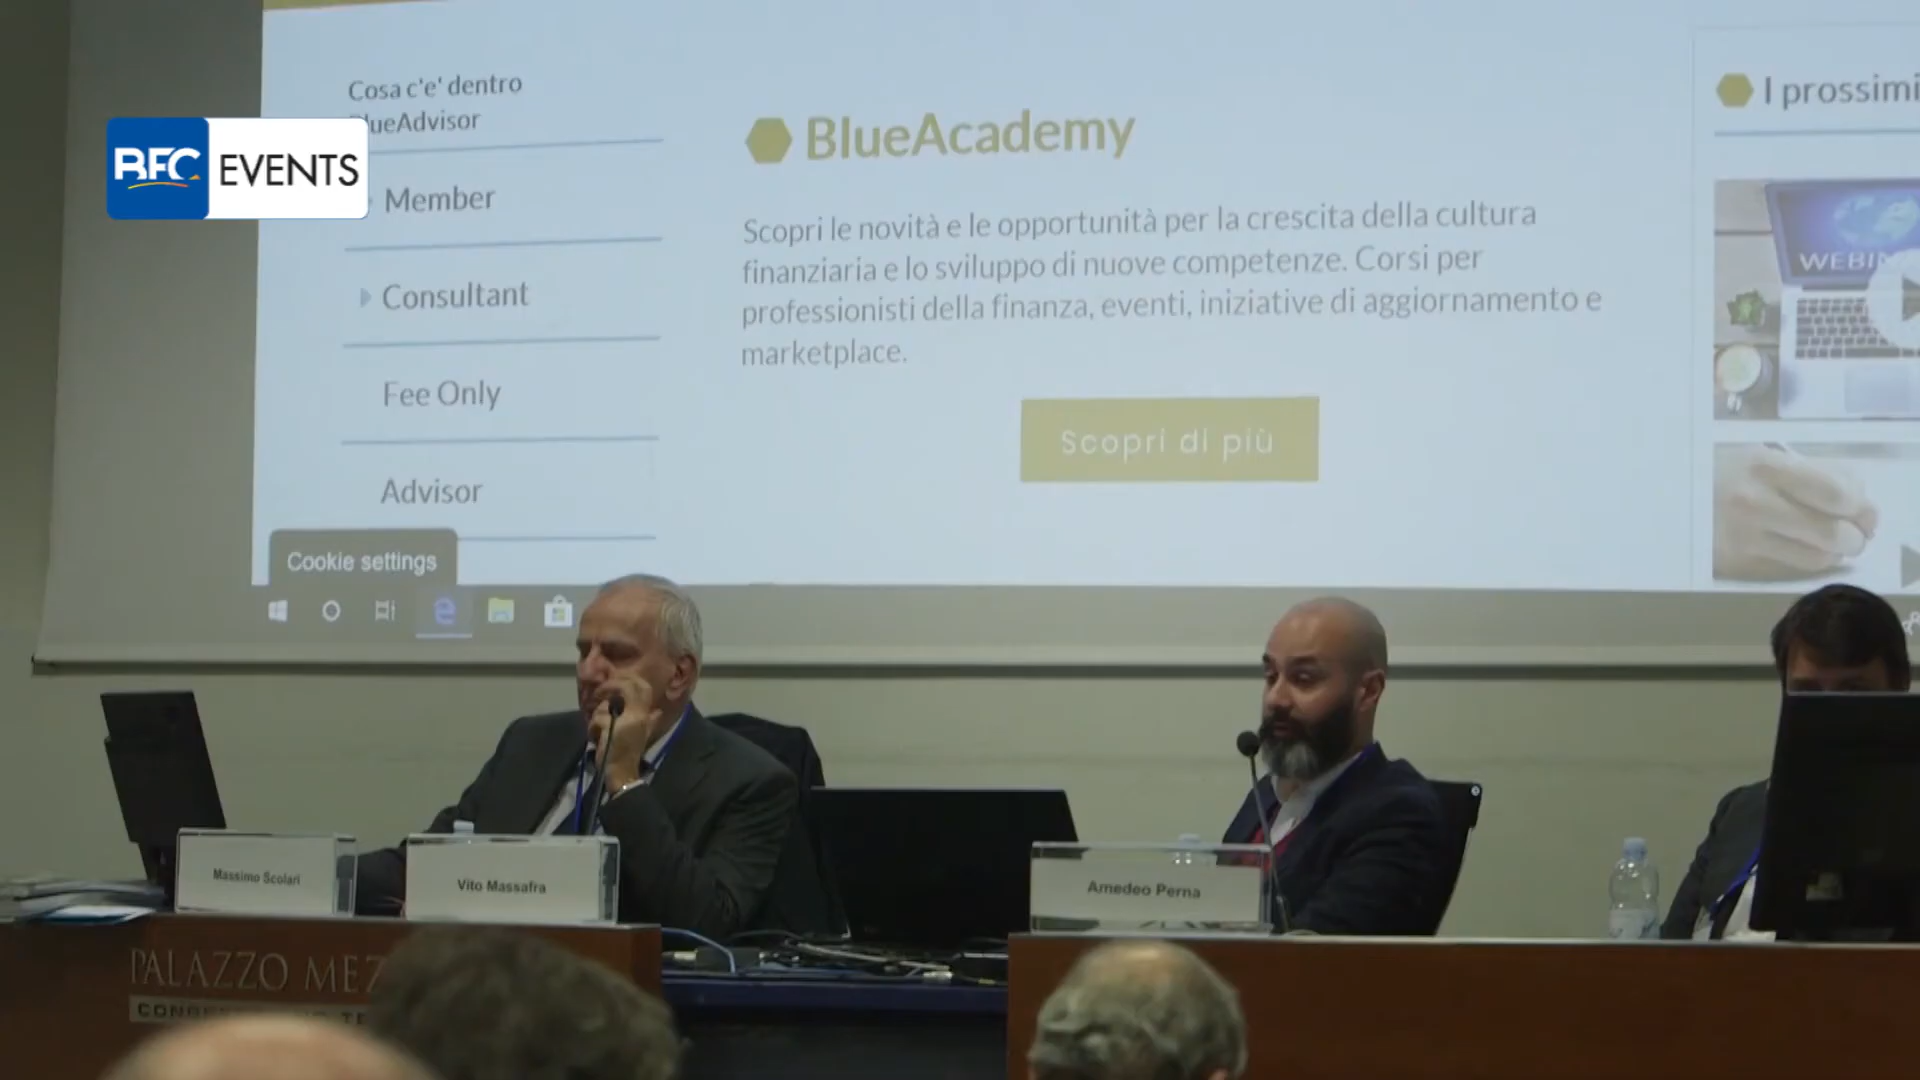 Cosa c'e' dentro
BlueAdvisor
BFC EVENTS
Member
Consultant
Fee Only
Advisor
Cookie settings
BlueAcademy
Scopri le novità e le opportunità per la crescita della cultura
finanziaria e lo sviluppo di nuove competenze. Corsi per
professionisti della finanza, eventi, iniziative di aggiornamento e
marketplace.
Scopri di più
I prossimi
Massimo Scolari
Vito Massafra
Amedeo Perna
PALAZZO MEZ